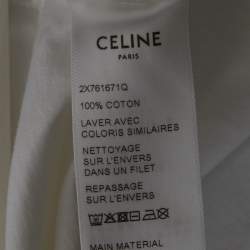 CELINE
PARIS
2X761671Q
100% COTON
LAVER AVEC
COLORIS SIMILAIRES
NETTOYAGE
SUR L'ENVERS
DANS UN FILET
REPASSAGE
SUR L'ENVERS
MAIN MATERIAL